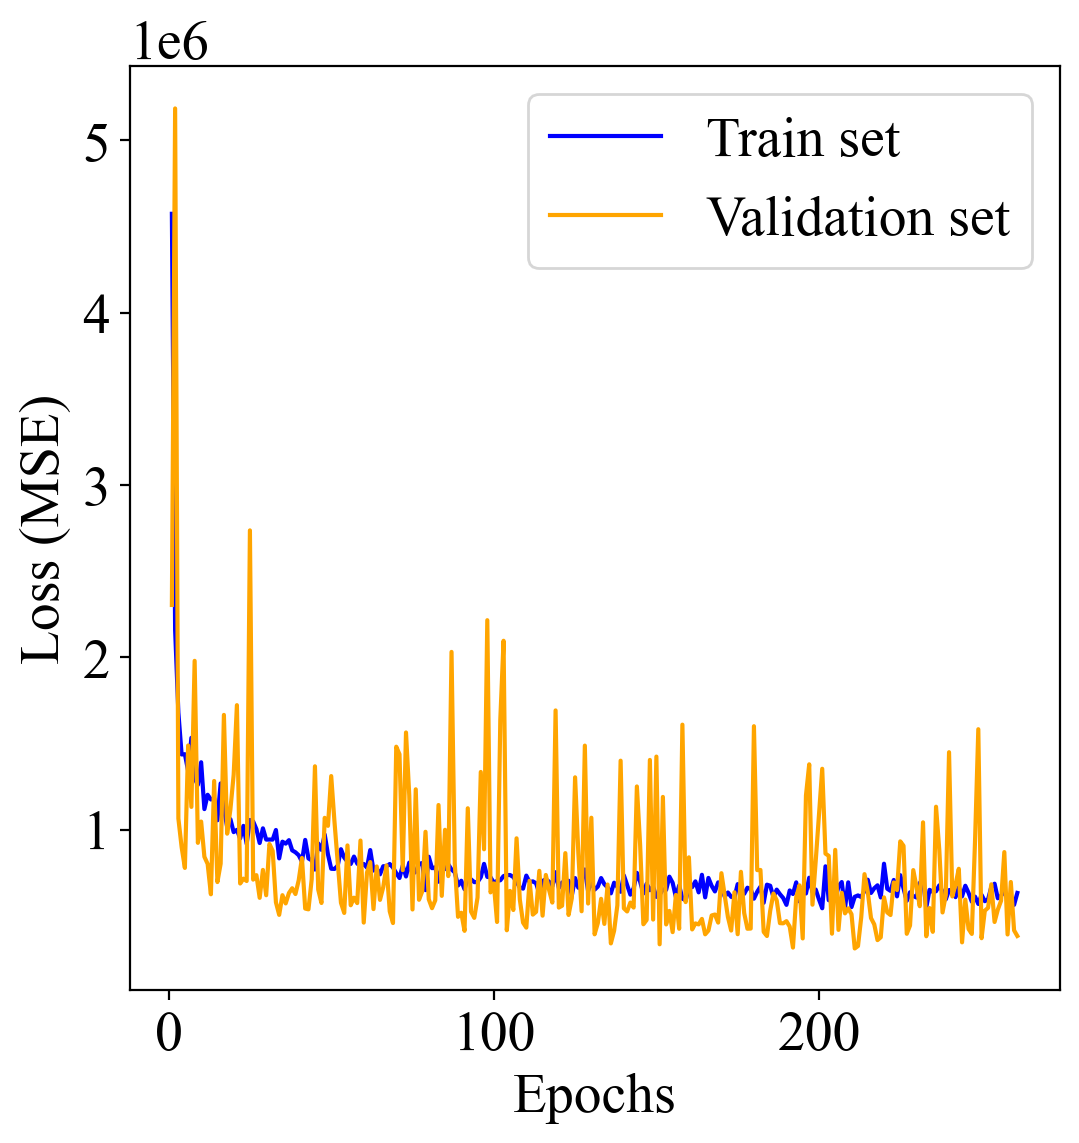 1e6
Train set
Validation set
5
4
3
2
1
Loss (MSE)
0 100 200
Epochs